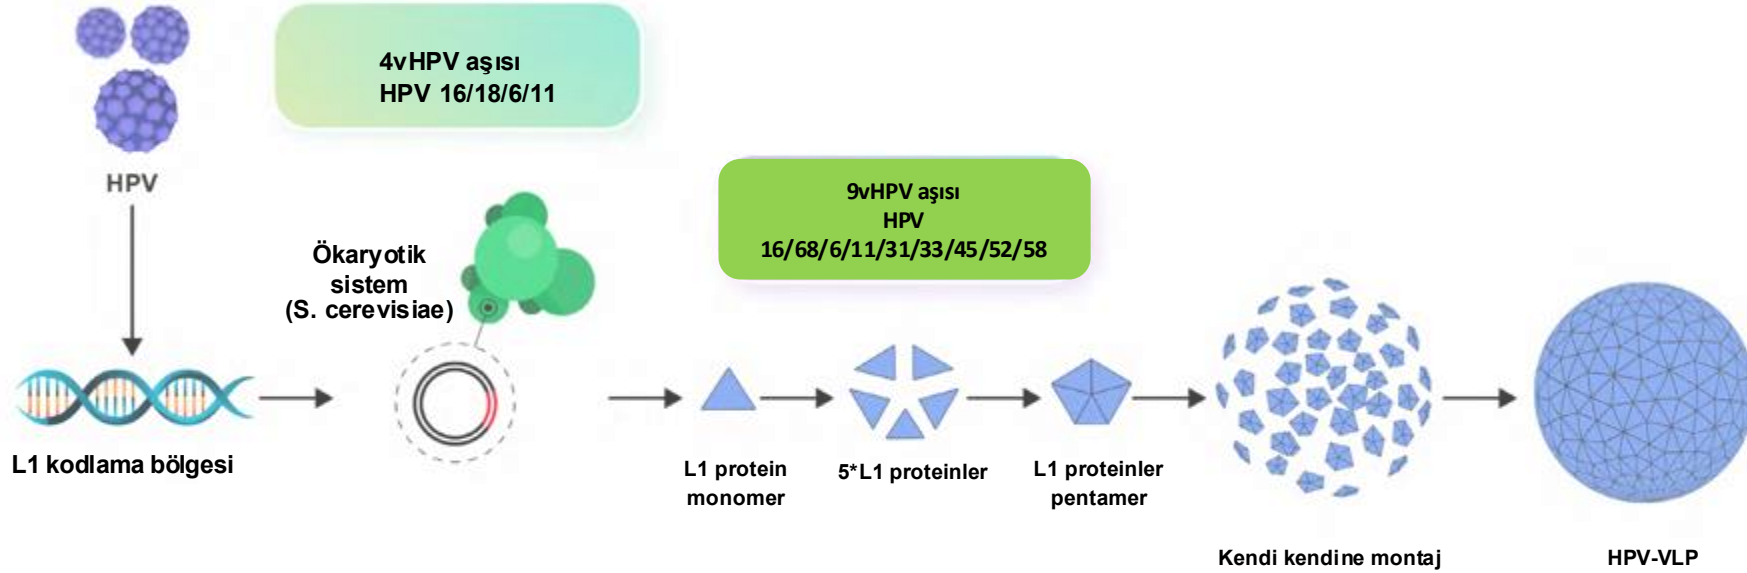 4vHPV aşısı
HPV 16/18/6/11
HPV
9vHPV aşısı
HPV
16/68/6/11/31/33/45/52/58
Ökaryotik
sistem
(S. cerevisiae)
L1 kodlama bölgesi
L1 protein
monomer
5*L1 proteinler
L1 proteinler
pentamer
Kendi kendine montaj
HPV-VLP